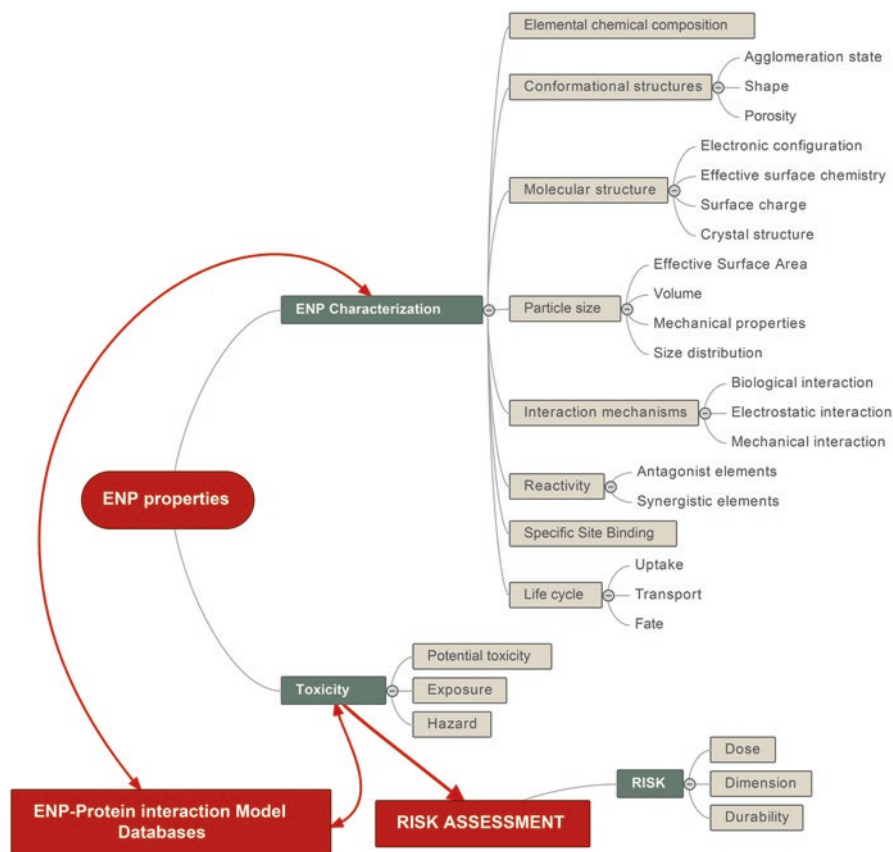 Elemental chemical composition
Conformational structures
Agglomeration state
Shape
Porosity
Molecular structure
Electronic configuration
Effective surface chemistry
Surface charge
Crystal structure
ENP Characterization
Particle size
Effective Surface Area
Volume
Mechanical properties
Size distribution
Interaction mechanisms
Biological interaction
Electrostatic interaction
Mechanical interaction
ENP properties
Reactivity
Antagonist elements
Synergistic elements
Specific Site Binding
Life cycle
Uptake
Transport
Fate
Toxicity
Potential toxicity
Exposure
Hazard
ENP-Protein interaction Model
Databases
RISK ASSESSMENT
RISK
Dose
Dimension
Durability